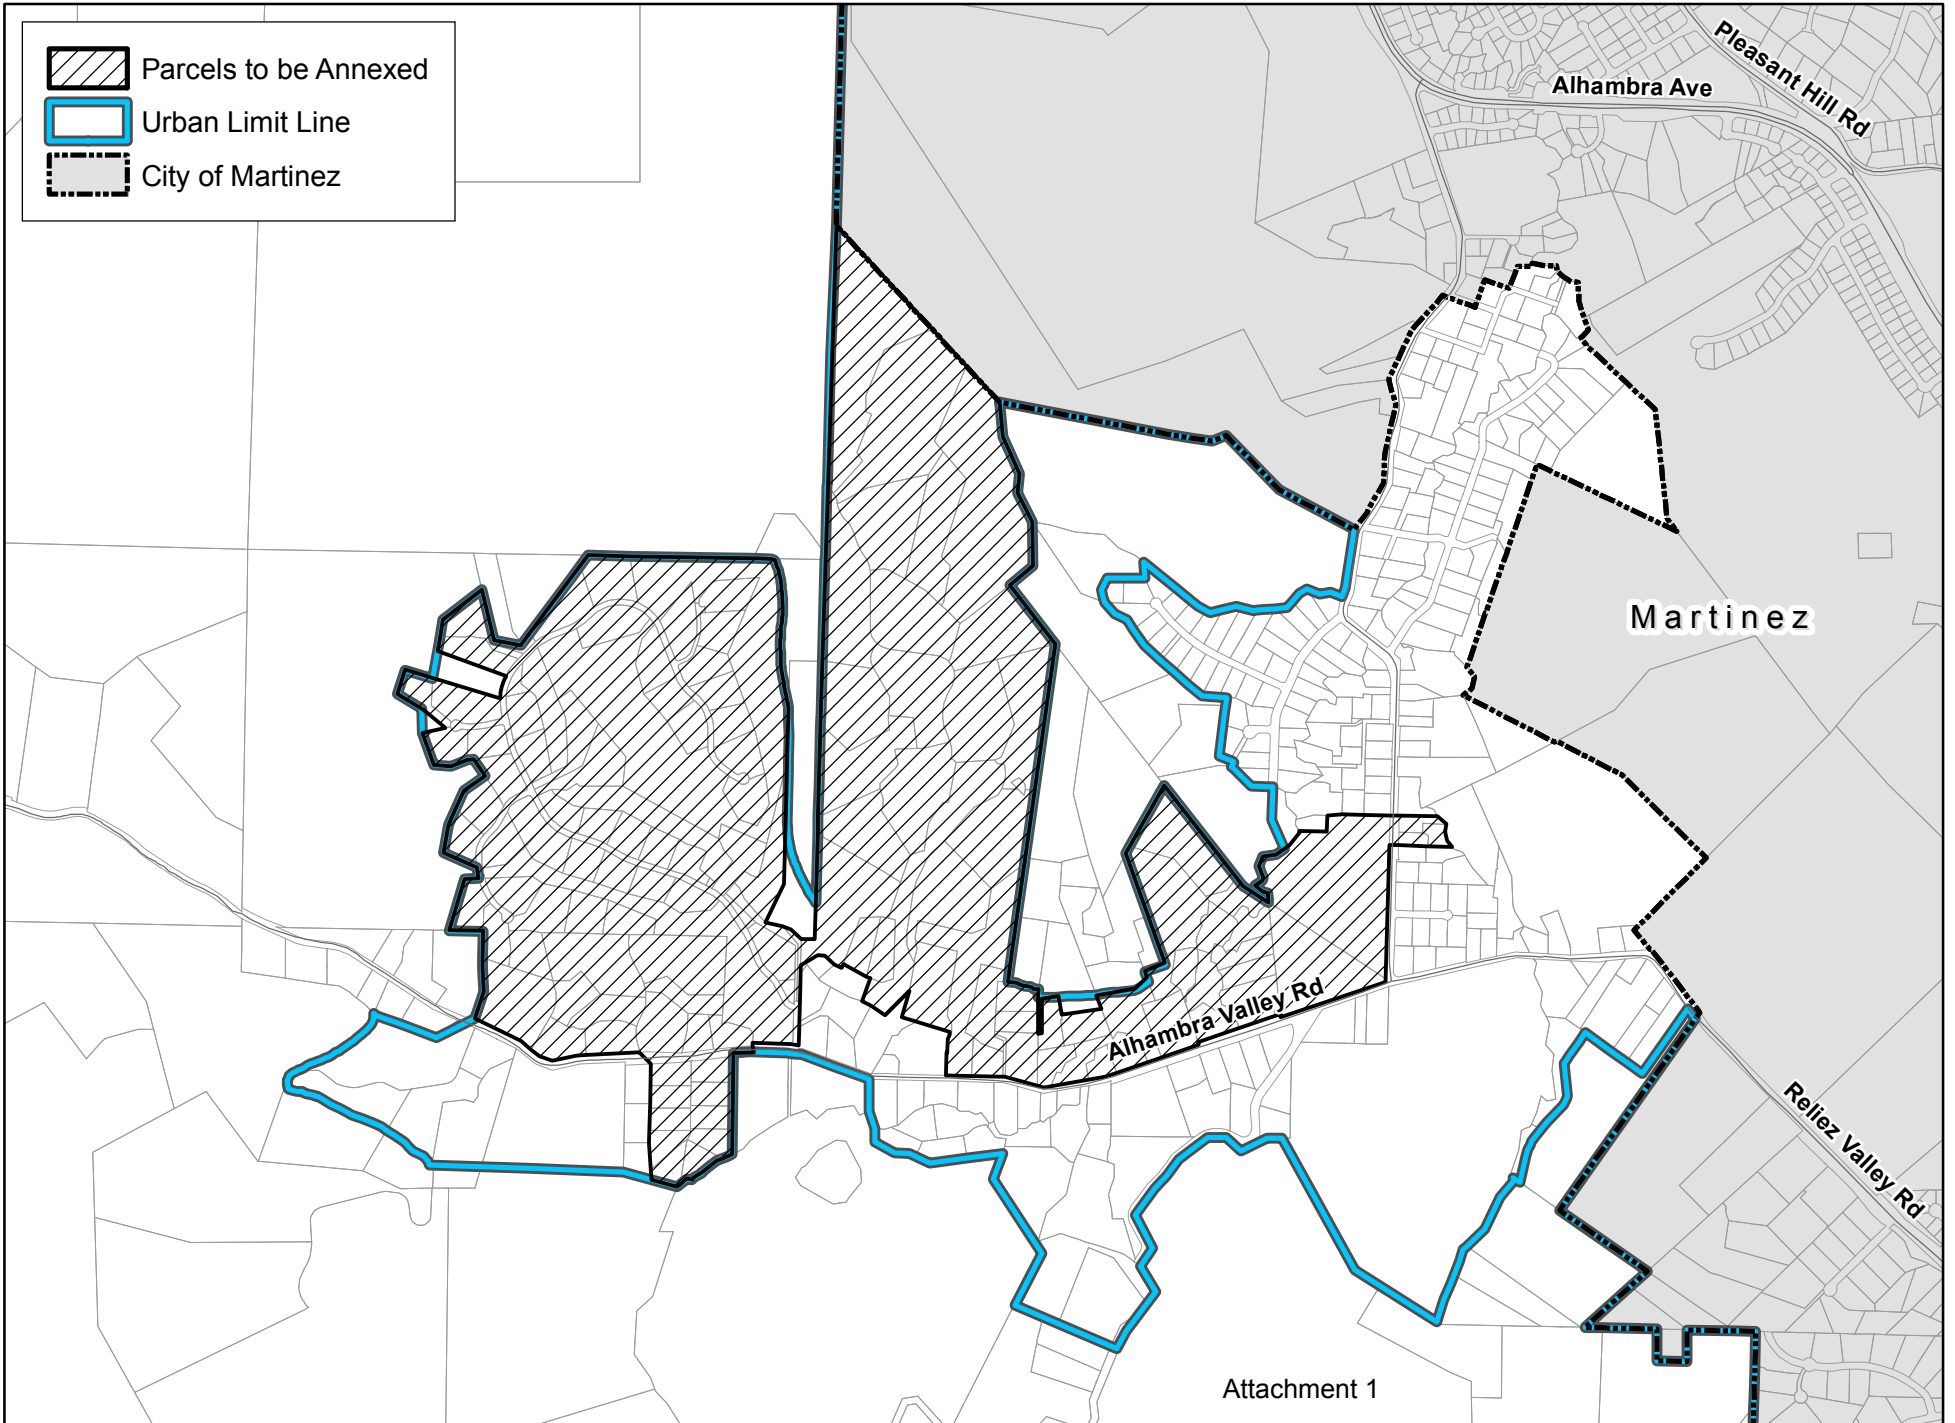 Parcels to be Annexed
Urban Limit Line
City of Martinez
Pleasant Hill Rd
Alhambra Ave
Martinez
Alhambra Valley Rd
Reliez Valley Rd
Attachment 1